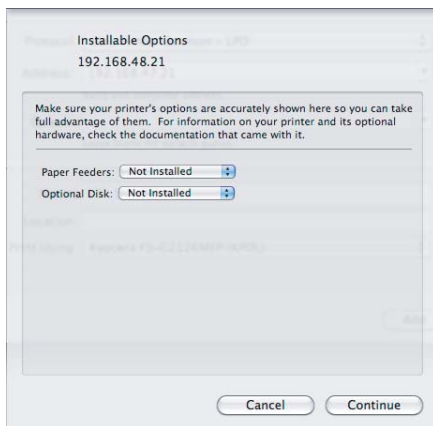 Installable Options
192.168.48.21
Make sure your printer's options are accurately shown here so you can take
full advantage of them. For information on your printer and its optional
hardware, check the documentation that came with it.
Paper Feeders: Not Installed
Optional Disk: Not Installed
Cancel Continue